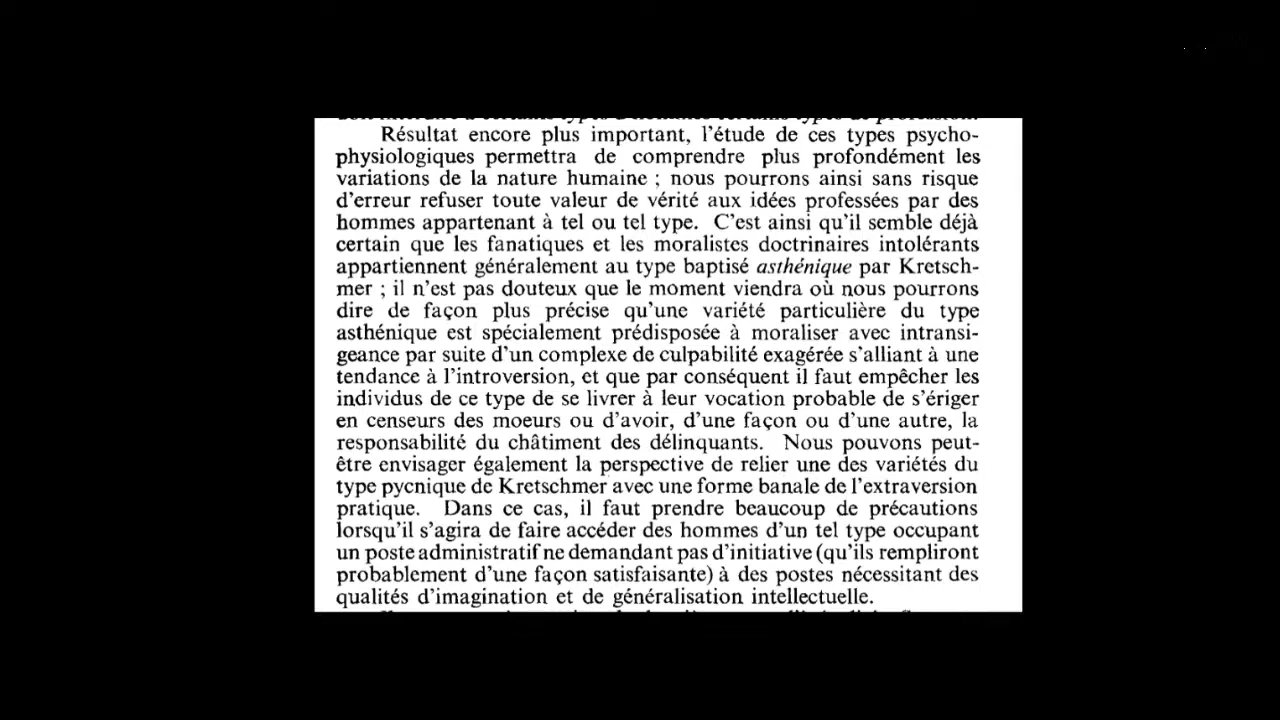 Résultat encore plus important, l'étude de ces types psycho-
physiologiques permettra de comprendre plus profondément les
variations de la nature humaine ; nous pourrons ainsi sans risque
d'erreur refuser toute valeur de vérité aux idées professées par des
hommes appartenant à tel ou tel type. C'est ainsi qu'il semble déjà
certain que les fanatiques et les moralistes doctrinaires intolérants
appartiennent généralement au type baptisé asthénique par Kretsch-
mer ; il n'est pas douteux que le moment viendra où nous pourrons
dire de façon plus précise qu'une variété particulière du type
asthénique est spécialement prédisposée à moraliser avec intransi-
geance par suite d'un complexe de culpabilité exagérée s'alliant à une
tendance à l'introversion, et que par conséquent il faut empêcher les
individus de ce type de se livrer à leur vocation probable de s'ériger
en censeurs des moeurs ou d'avoir, d'une façon ou d'une autre, la
responsabilité du châtiment des délinquants. Nous pouvons peut-
être envisager également la perspective de relier une des variétés du
type pycnique de Kretschmer avec une forme banale de l'extraversion
pratique. Dans ce cas, il faut prendre beaucoup de précautions
lorsqu'il s'agira de faire accéder des hommes d'un tel type occupant
un poste administratif ne demandant pas d'initiative (qu'ils rempliront
probablement d'une façon satisfaisante) à des postes nécessitant des
qualités d'imagination et de généralisation intellectuelle.